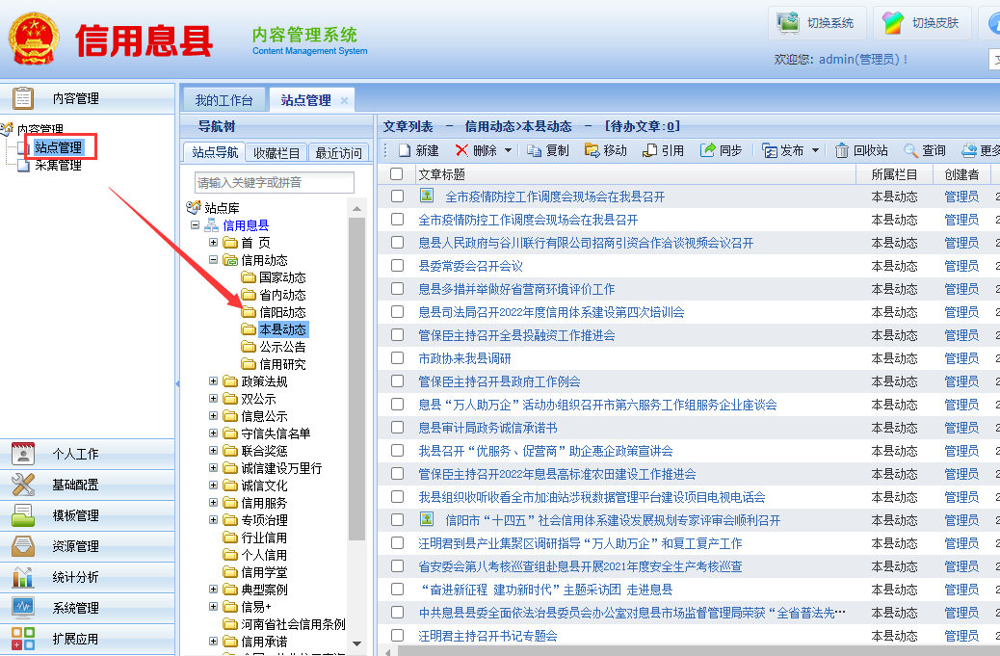 信用息县
内容管理系统
Content Management System
切换系统
切换皮肤
欢迎您: admin(管理员)！
内容管理
内容管理
站点管理
采集管理
个人工作
基础配置
模板管理
资源管理
统计分析
系统管理
扩展应用
我的工作台
站点管理
导航树
站点导航
收藏栏目
最近访问
请输入关键字或拼音
站点库
信用息县
首 页
信用动态
国家动态
省内动态
信阳动态
本县动态
公示公告
信用研究
政策法规
双公示
信息公示
守信失信名单
联合奖惩
诚信建设万里行
诚信文化
信用服务
专项治理
行业信用
个人信用
信用学堂
典型案例
信易+
河南省社会信用条例
信用承诺
文章列表 － 信用动态>本县动态 － [待办文章:0]
新建
删除
复制
移动
引用
同步
发布
回收站
查询
更多
文章标题 所属栏目 创建者
全市疫情防控工作调度会现场会在我县召开 本县动态 管理员 2
全市疫情防控工作调度会现场会在我县召开 本县动态 管理员 2
息县人民政府与谷川联行有限公司招商引资合作洽谈视频会议召开 本县动态 管理员 2
县委常委会召开会议 本县动态 管理员 2
息县多措并举做好省营商环境评价工作 本县动态 管理员 2
息县司法局召开2022年度信用体系建设第四次培训会 本县动态 管理员 2
管保臣主持召开全县投融资工作推进会 本县动态 管理员 2
市政协来我县调研 本县动态 管理员 2
管保臣主持召开县政府工作例会 本县动态 管理员 2
息县“万人助万企”活动办组织召开市第六服务工作组服务企业座谈会 本县动态 管理员 2
息县审计局政务诚信承诺书 本县动态 管理员 2
我县召开“优服务、促营商”助企惠企政策宣讲会 本县动态 管理员 2
管保臣主持召开2022年息县高标准农田建设工作推进会 本县动态 管理员 2
我县组织收听收看全市加油站涉税数据管理平台建设项目电视电话会 本县动态 管理员 2
信阳市“十四五”社会信用体系建设发展规划专家评审会顺利召开 本县动态 管理员 2
汪明君到县产业集聚区调研指导“万人助万企”和复工复产工作 本县动态 管理员 2
省安委会第八考核巡查组赴息县开展2021年度安全生产考核巡查 本县动态 管理员 2
“奋进新征程 建功新时代”主题采访团 走进息县 本县动态 管理员 2
中共息县县委全面依法治县委员会办公室对息县市场监督管理局荣获“全省普法先… 本县动态 管理员 2
汪明君主持召开书记专题会 本县动态 管理员 2